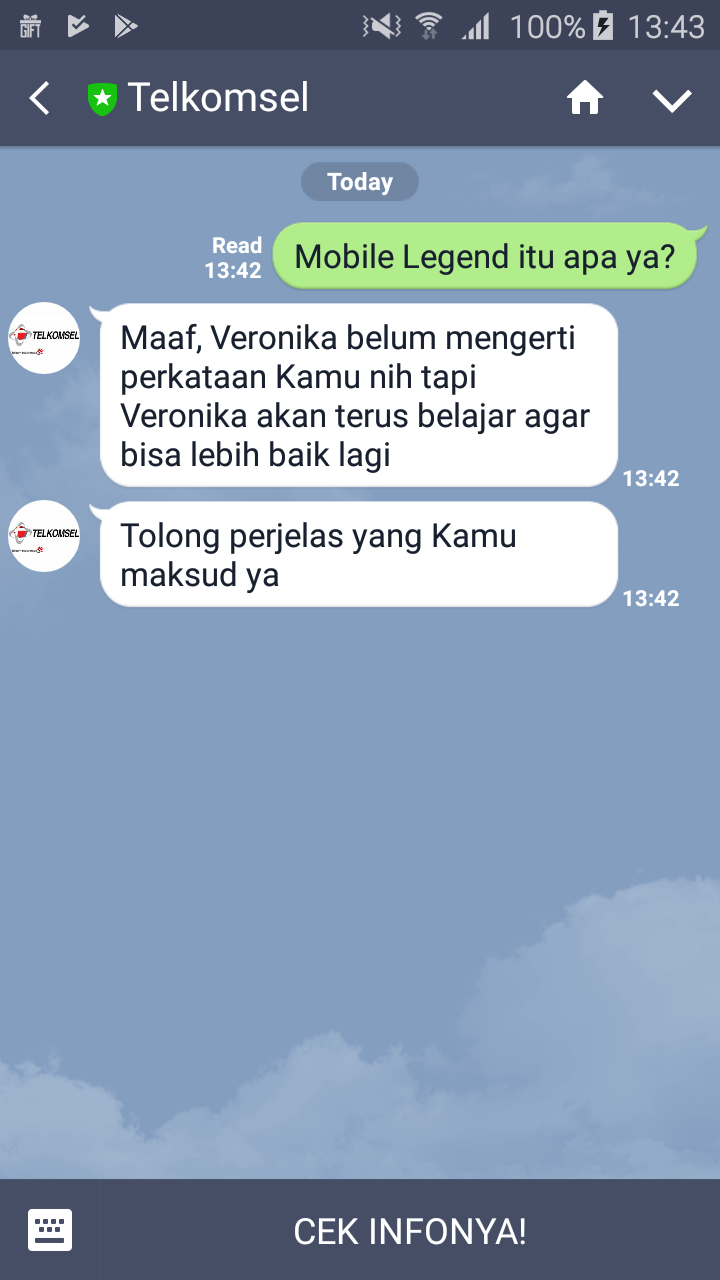 GIFT
100% 13:43
Telkomsel
Today
Read
13:42
Mobile Legend itu apa ya?
TELKOMSEL
Maaf, Veronika belum mengerti
perkataan Kamu nih tapi
Veronika akan terus belajar agar
bisa lebih baik lagi
13:42
TELKOMSEL
Tolong perjelas yang Kamu
maksud ya
13:42
CEK INFONYA!